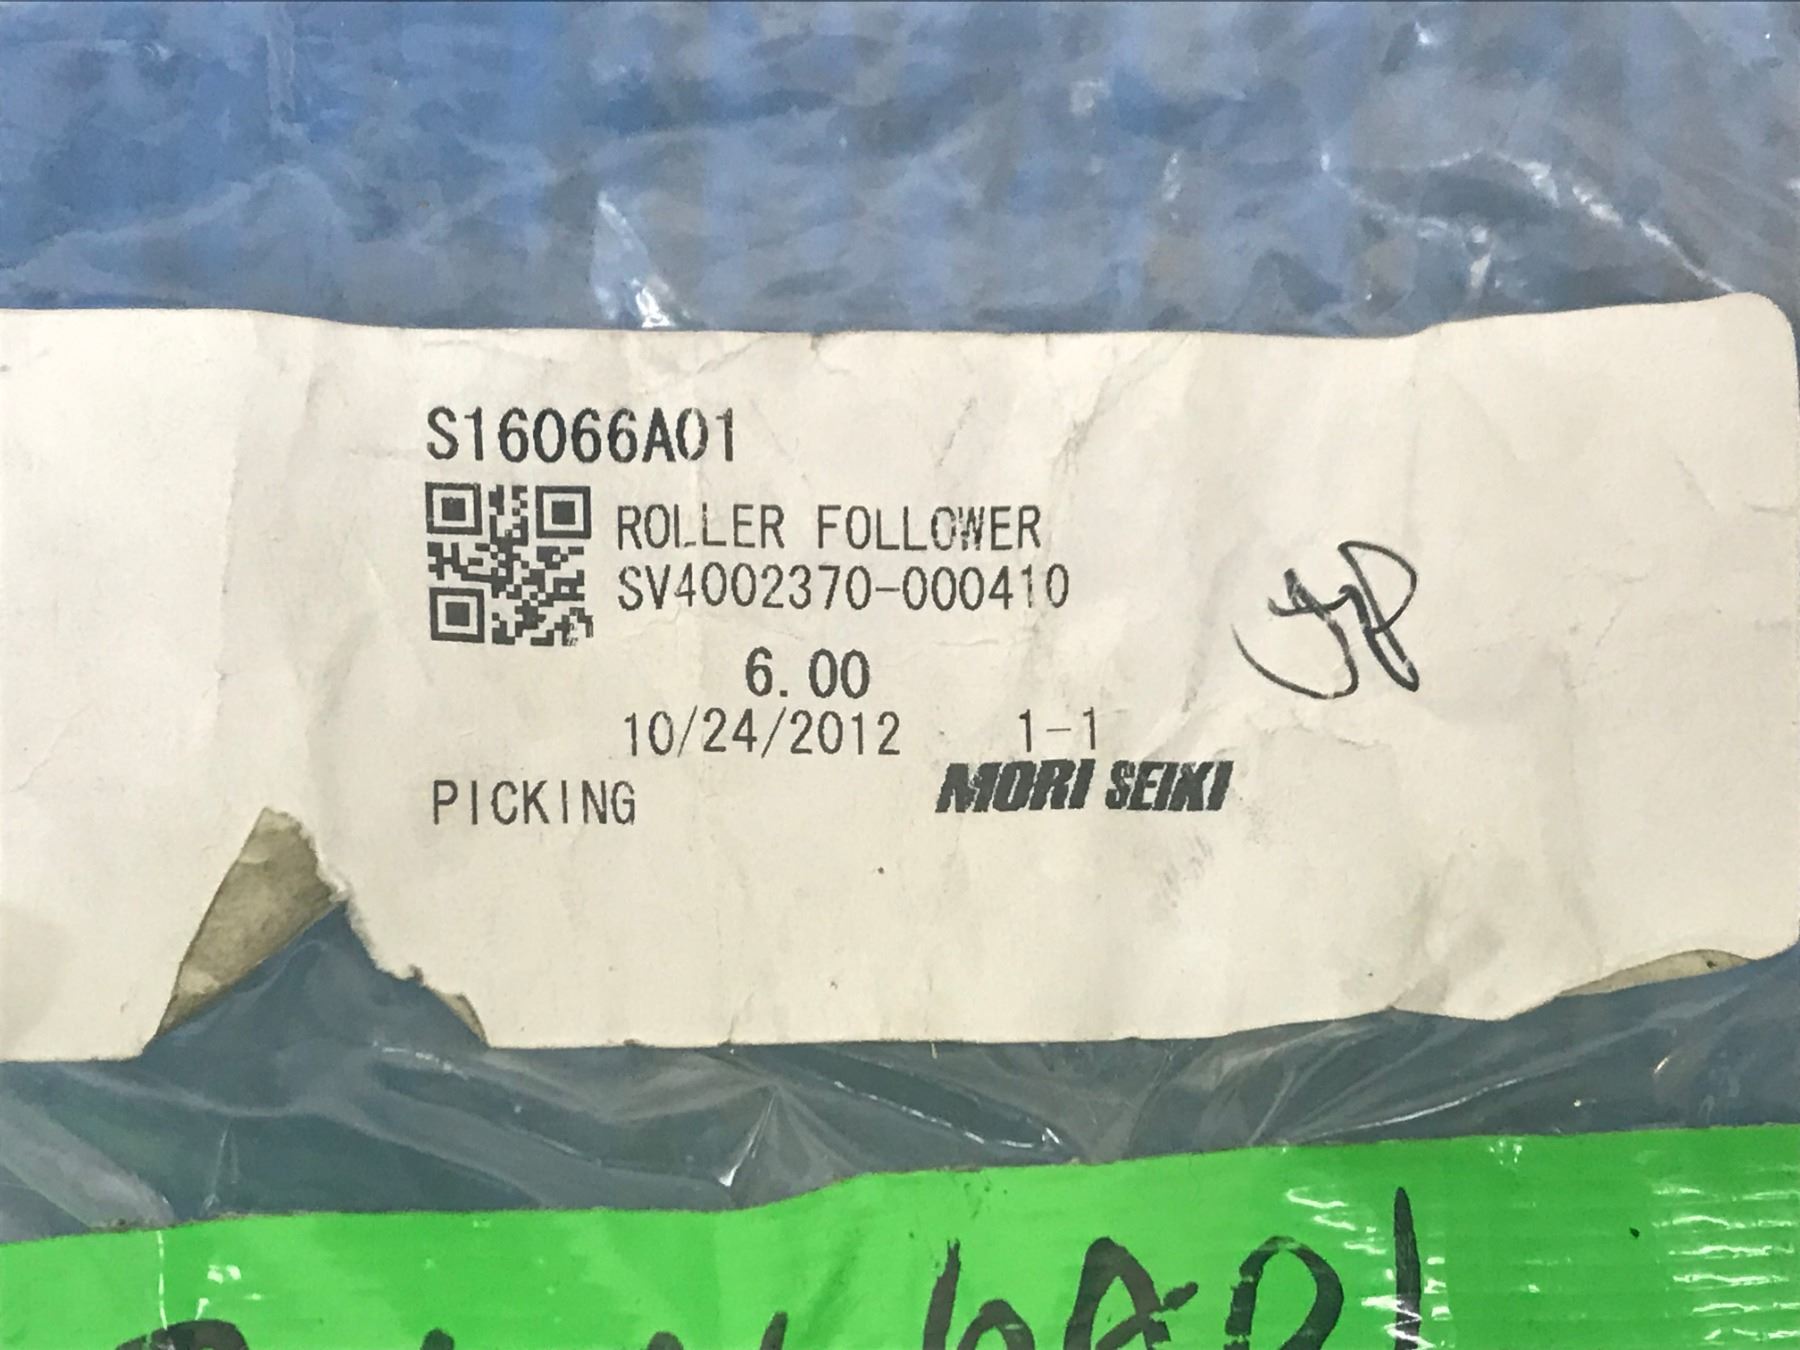 S16066A01
ROLLER FOLLOWER
SV4002370-000410
6.00
10/24/2012 1-1
PICKING MORI SEIKI